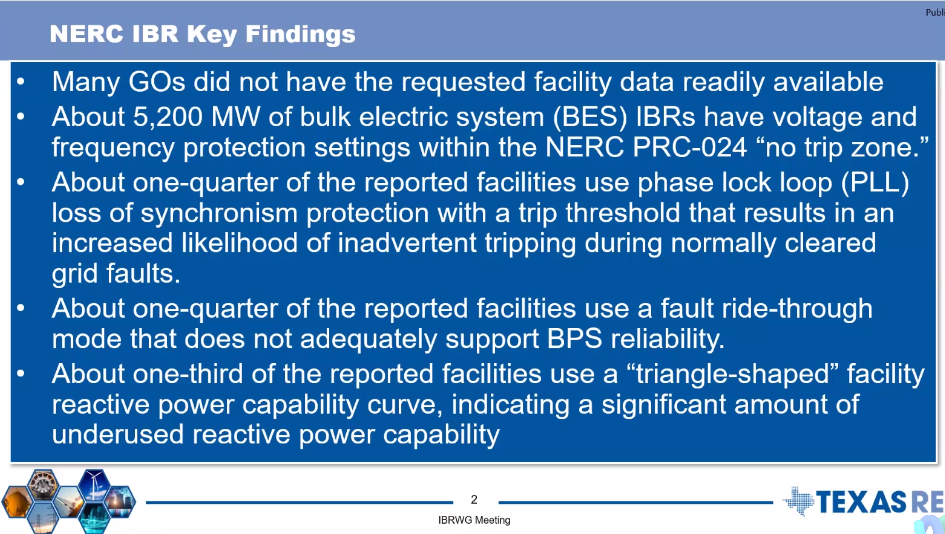 Publi
NERC IBR Key Findings
• Many GOs did not have the requested facility data readily available
• About 5,200 MW of bulk electric system (BES) IBRs have voltage and
frequency protection settings within the NERC PRC-024 “no trip zone.”
• About one-quarter of the reported facilities use phase lock loop (PLL)
loss of synchronism protection with a trip threshold that results in an
increased likelihood of inadvertent tripping during normally cleared
grid faults.
• About one-quarter of the reported facilities use a fault ride-through
mode that does not adequately support BPS reliability.
• About one-third of the reported facilities use a “triangle-shaped” facility
reactive power capability curve, indicating a significant amount of
underused reactive power capability
2
IBRWG Meeting
TEXAS RE